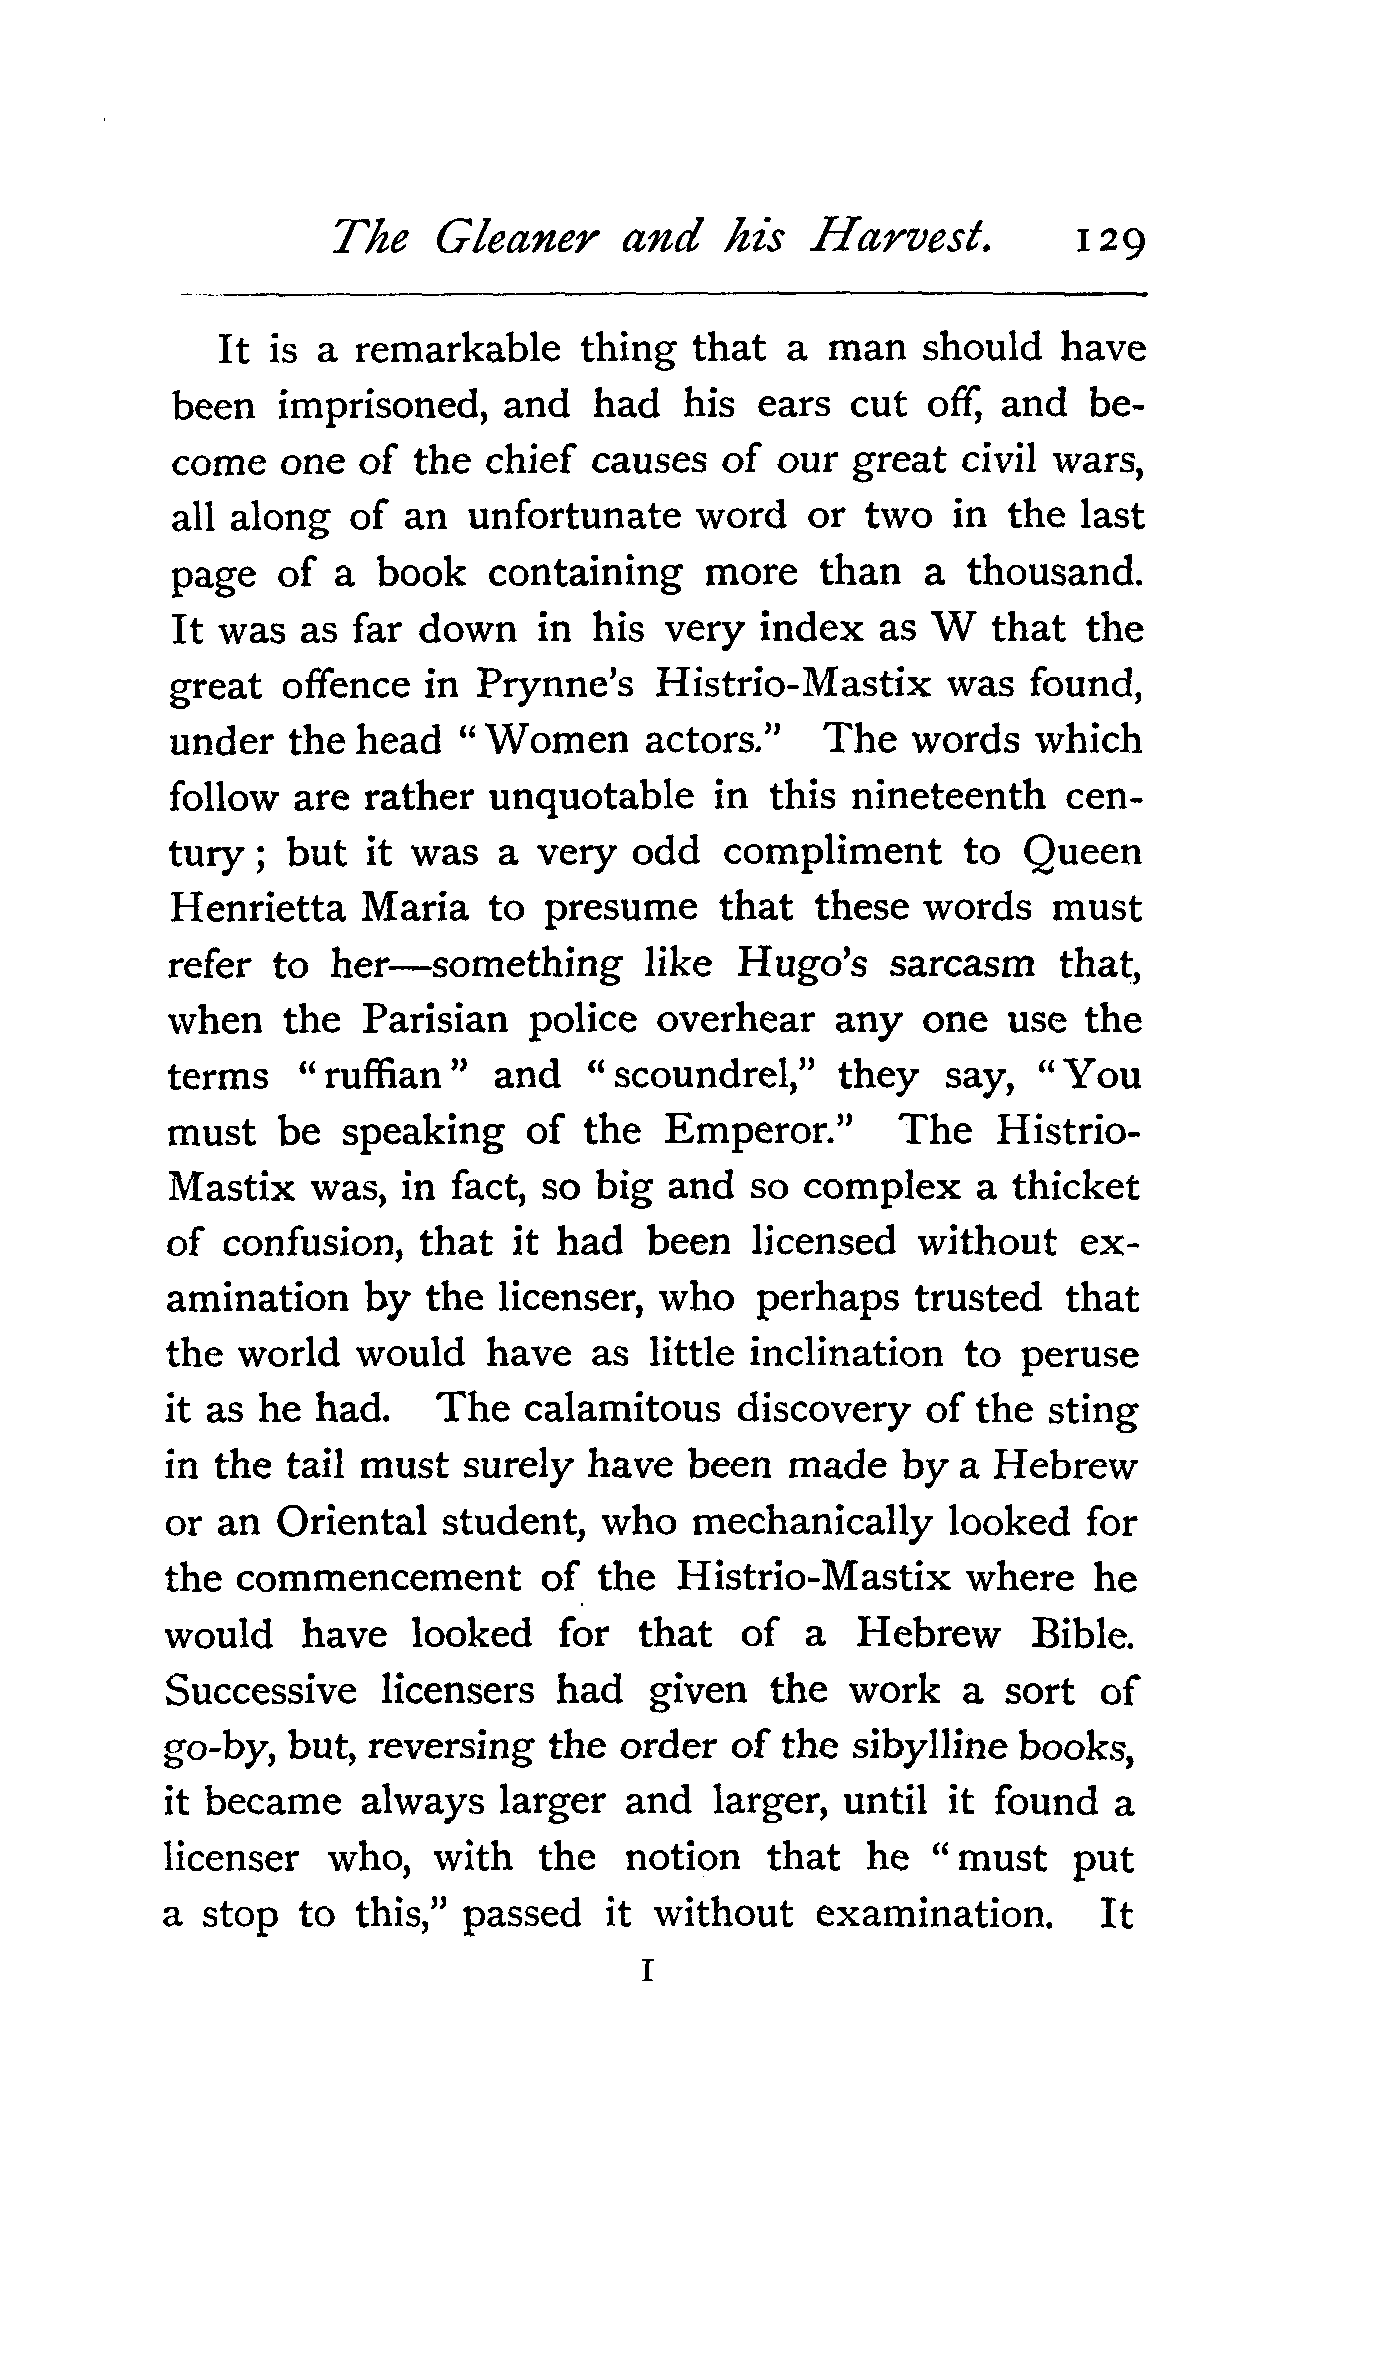 The Gleaner and his Harvest. 129
It is a remarkable thing that a man should have
been imprisoned, and had his ears cut off, and be-
come one of the chief causes of our great civil wars,
all along of an unfortunate word or two in the last
page of a book containing more than a thousand.
It was as far down in his very index as W that the
great offence in Prynne's Histrio-Mastix was found,
under the head "Women actors." The words which
follow are rather unquotable in this nineteenth cen-
tury; but it was a very odd compliment to Queen
Henrietta Maria to presume that these words must
refer to her—something like Hugo's sarcasm that,
when the Parisian police overhear any one use the
terms "ruffian" and "scoundrel," they say, "You
must be speaking of the Emperor." The Histrio-
Mastix was, in fact, so big and so complex a thicket
of confusion, that it had been licensed without ex-
amination by the licenser, who perhaps trusted that
the world would have as little inclination to peruse
it as he had. The calamitous discovery of the sting
in the tail must surely have been made by a Hebrew
or an Oriental student, who mechanically looked for
the commencement of the Histrio-Mastix where he
would have looked for that of a Hebrew Bible.
Successive licensers had given the work a sort of
go-by, but, reversing the order of the sibylline books,
it became always larger and larger, until it found a
licenser who, with the notion that he "must put
a stop to this," passed it without examination. It
I